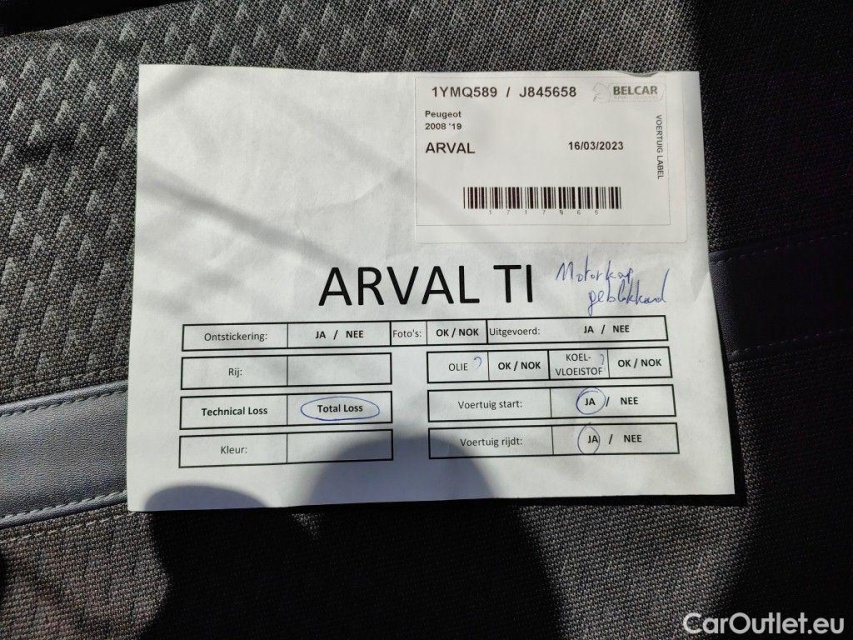 1YMQ589 / J845658
BELCAR
Peugeot
2008 '19
ARVAL
16/03/2023
VOERTUIG LABEL
ARVAL TI
Motorkap
geblokkeerd
Ontstickering: JA / NEE Foto's: OK / NOK Uitgevoerd: JA / NEE
Rij: OLIE ? OK / NOK KOEL-
VLOEISTOF ? OK / NOK
Technical Loss Total Loss Voertuig start: JA / NEE
Kleur: Voertuig rijdt: JA / NEE
CarOutlet.eu